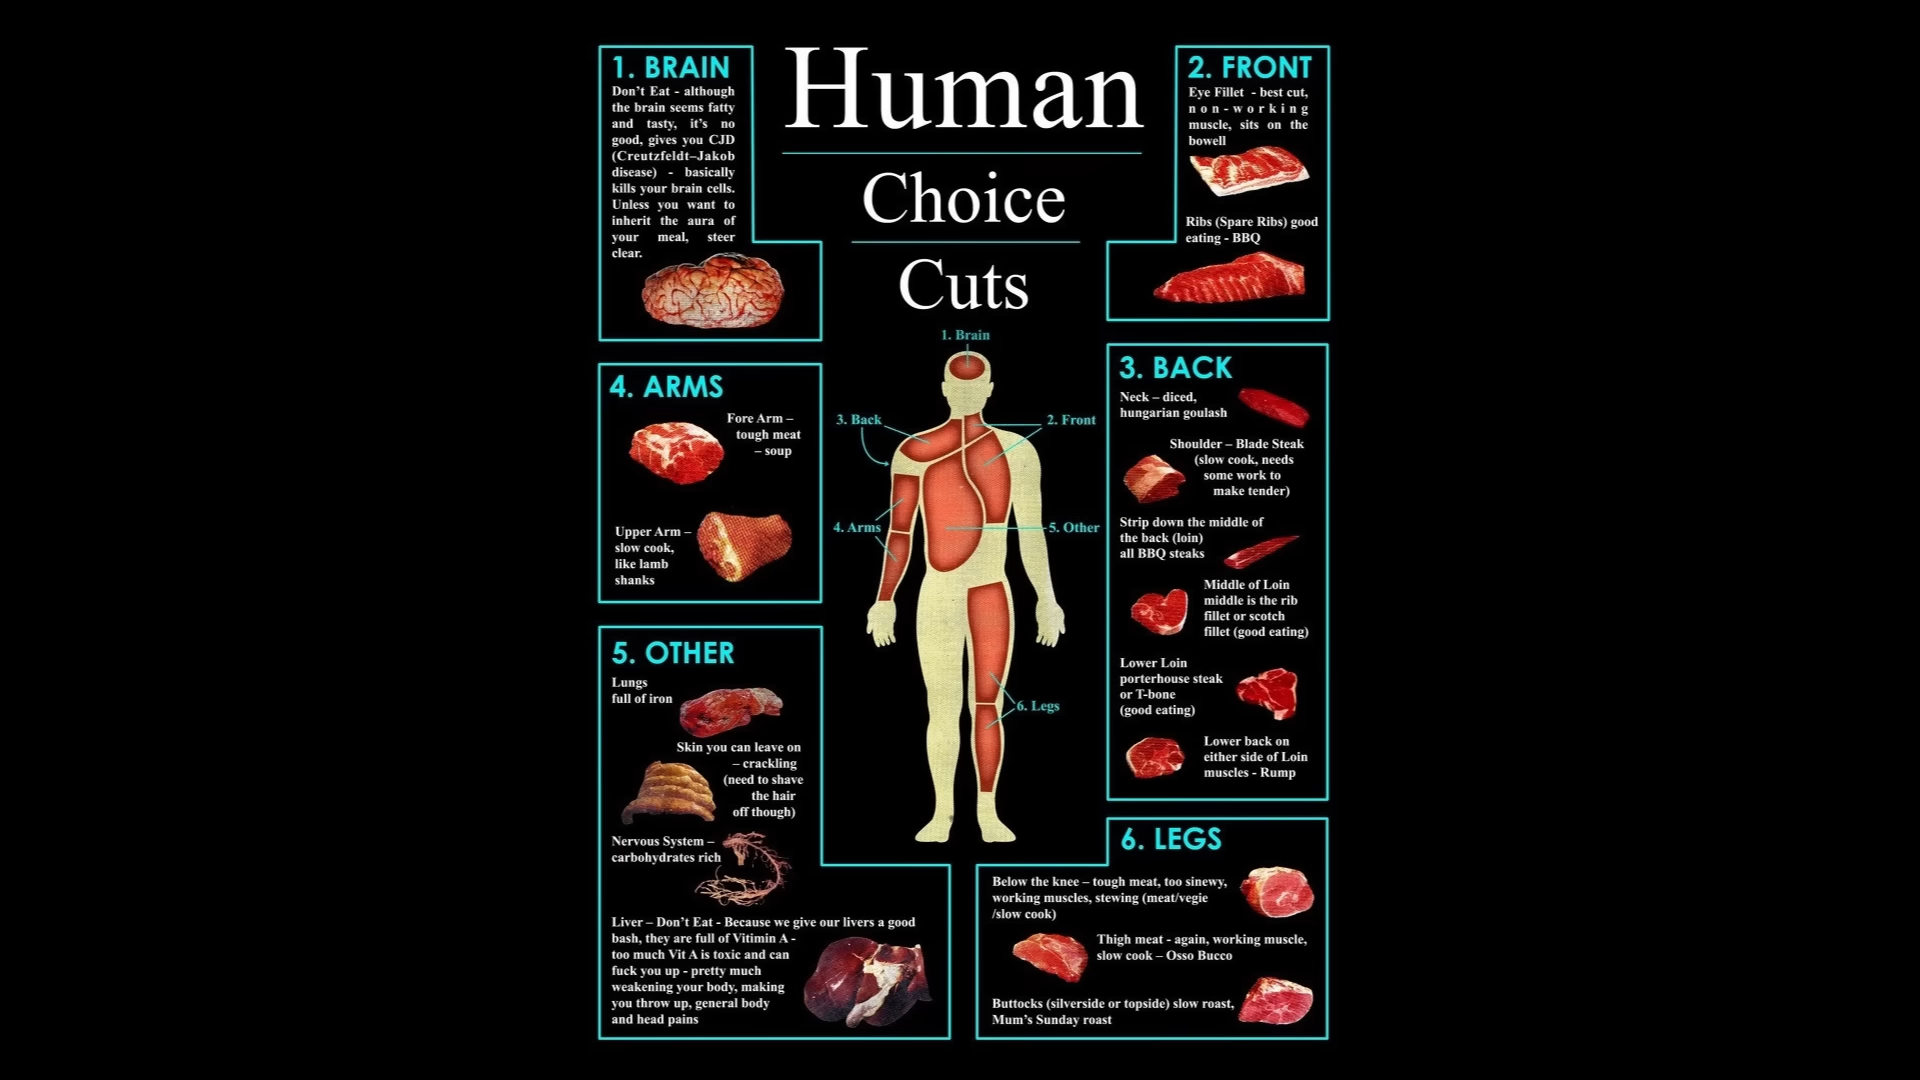 Human
Choice
Cuts
1. BRAIN
Don’t Eat - although
the brain seems fatty
and tasty, it’s no
good, gives you CJD
(Creutzfeldt–Jakob
disease) - basically
kills your brain cells.
Unless you want to
inherit the aura of
your meal, steer
clear.
2. FRONT
Eye Fillet - best cut,
non-working
muscle, sits on the
bowell
Ribs (Spare Ribs) good
eating - BBQ
1. Brain
3. Back
2. Front
4. Arms
5. Other
6. Legs
3. BACK
Neck – diced,
hungarian goulash
Shoulder – Blade Steak
(slow cook, needs
some work to
make tender)
Strip down the middle of
the back (loin)
all BBQ steaks
Middle of Loin
middle is the rib
fillet or scotch
fillet (good eating)
Lower Loin
porterhouse steak
or T-bone
(good eating)
Lower back on
either side of Loin
muscles - Rump
4. ARMS
Fore Arm –
tough meat
– soup
Upper Arm –
slow cook,
like lamb
shanks
5. OTHER
Lungs
full of iron
Skin you can leave on
– crackling
(need to shave
the hair
off though)
Nervous System –
carbohydrates rich
Liver – Don’t Eat - Because we give our livers a good
bash, they are full of Vitimin A -
too much Vit A is toxic and can
fuck you up - pretty much
weakening your body, making
you throw up, general body
and head pains
6. LEGS
Below the knee – tough meat, too sinewy,
working muscles, stewing (meat/vegie
/slow cook)
Thigh meat - again, working muscle,
slow cook – Osso Bucco
Buttocks (silverside or topside) slow roast,
Mum’s Sunday roast